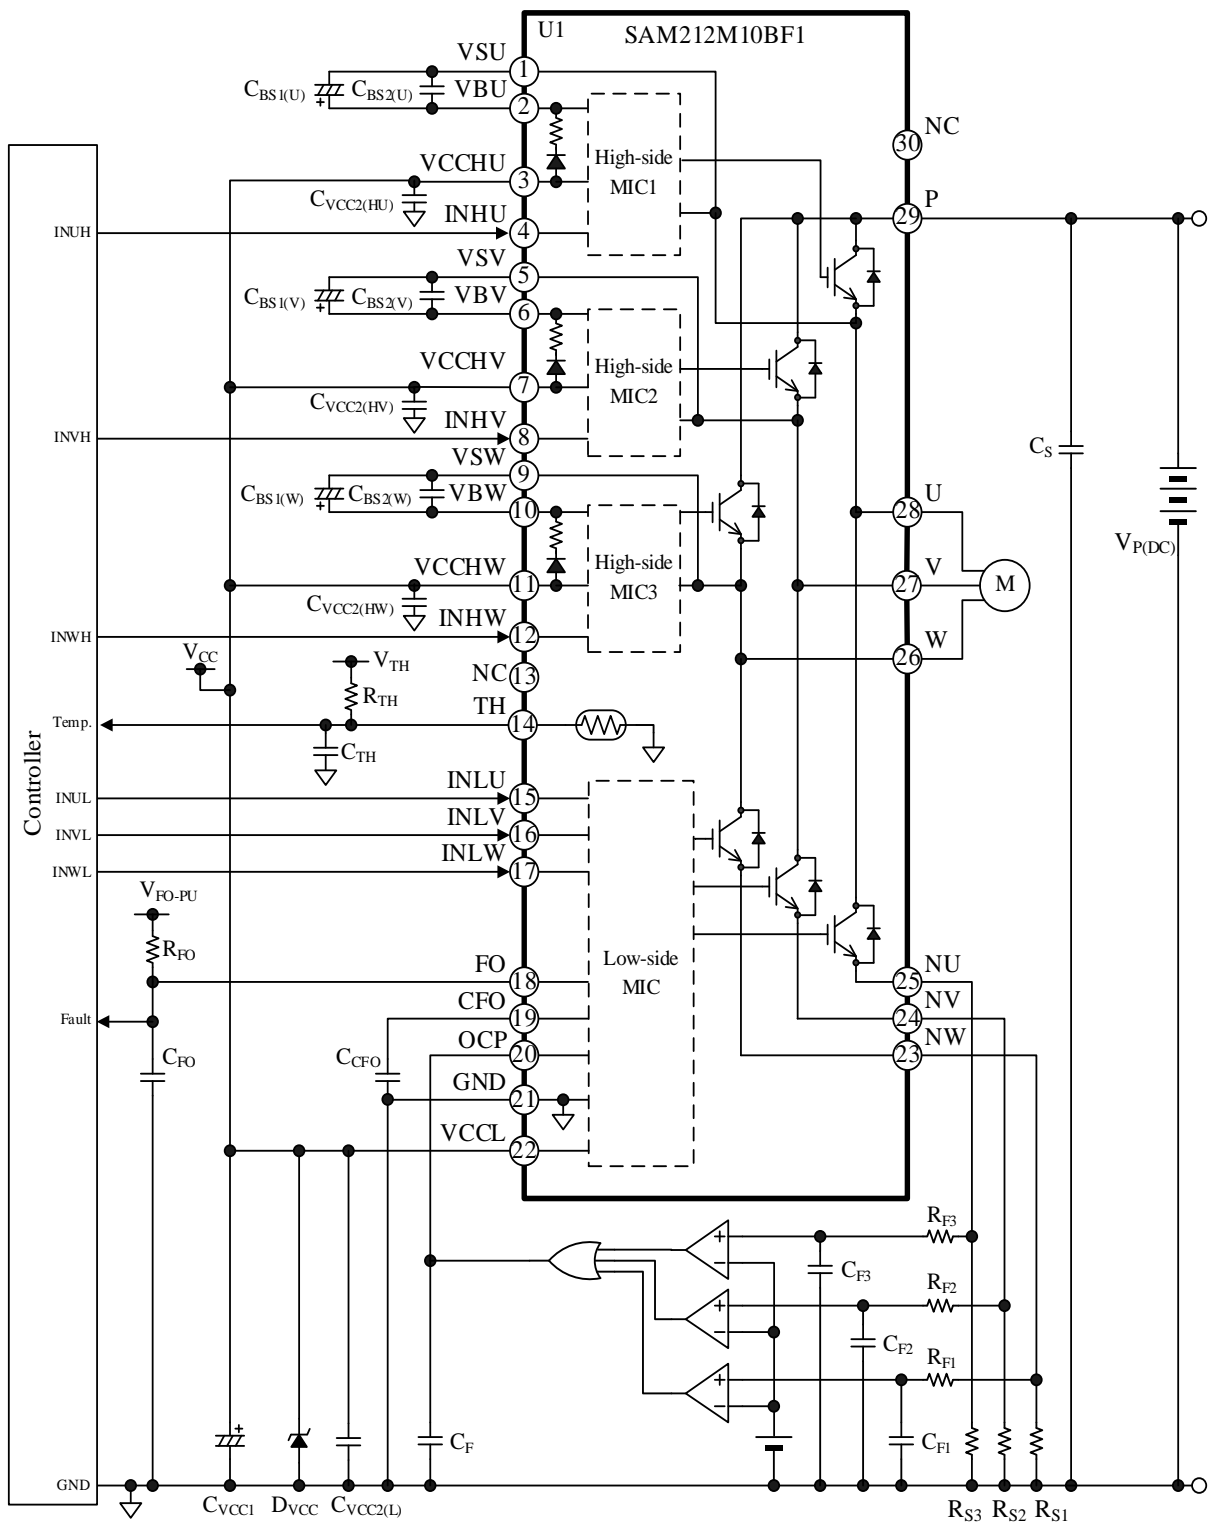 U1
SAM212M10BF1
VSU
1
CBS1(U)
CBS2(U)
VBU
2
High-side
MIC1
NC
30
VCCHU
3
CVCC2(HU)
P
29
INUH
INHU
4
VSV
5
CBS1(V)
CBS2(V)
VBV
6
High-side
MIC2
VCCHV
7
CVCC2(HV)
INVH
INHV
8
CS
VSW
9
CBS1(W)
CBS2(W)
VBW
10
U
28
VP(DC)
High-side
MIC3
VCCHW
11
V
27
M
CVCC2(HW)
INWH
INHW
12
W
26
VCC
VTH
NC
13
RTH
Temp.
TH
14
CTH
Controller
INUL
INLU
15
INVL
INLV
16
INWL
INLW
17
VFO-PU
RFO
Low-side
MIC
FO
18
NU
25
Fault
CFO
19
NV
24
CFO
CCFO
OCP
20
NW
23
GND
21
VCCL
22
RF3
+
−
CF3
RF2
+
−
CF2
RF1
+
−
+
CF
CF1
GND
CVCC1
DVCC
CVCC2(L)
RS3
RS2
RS1
+
+
+